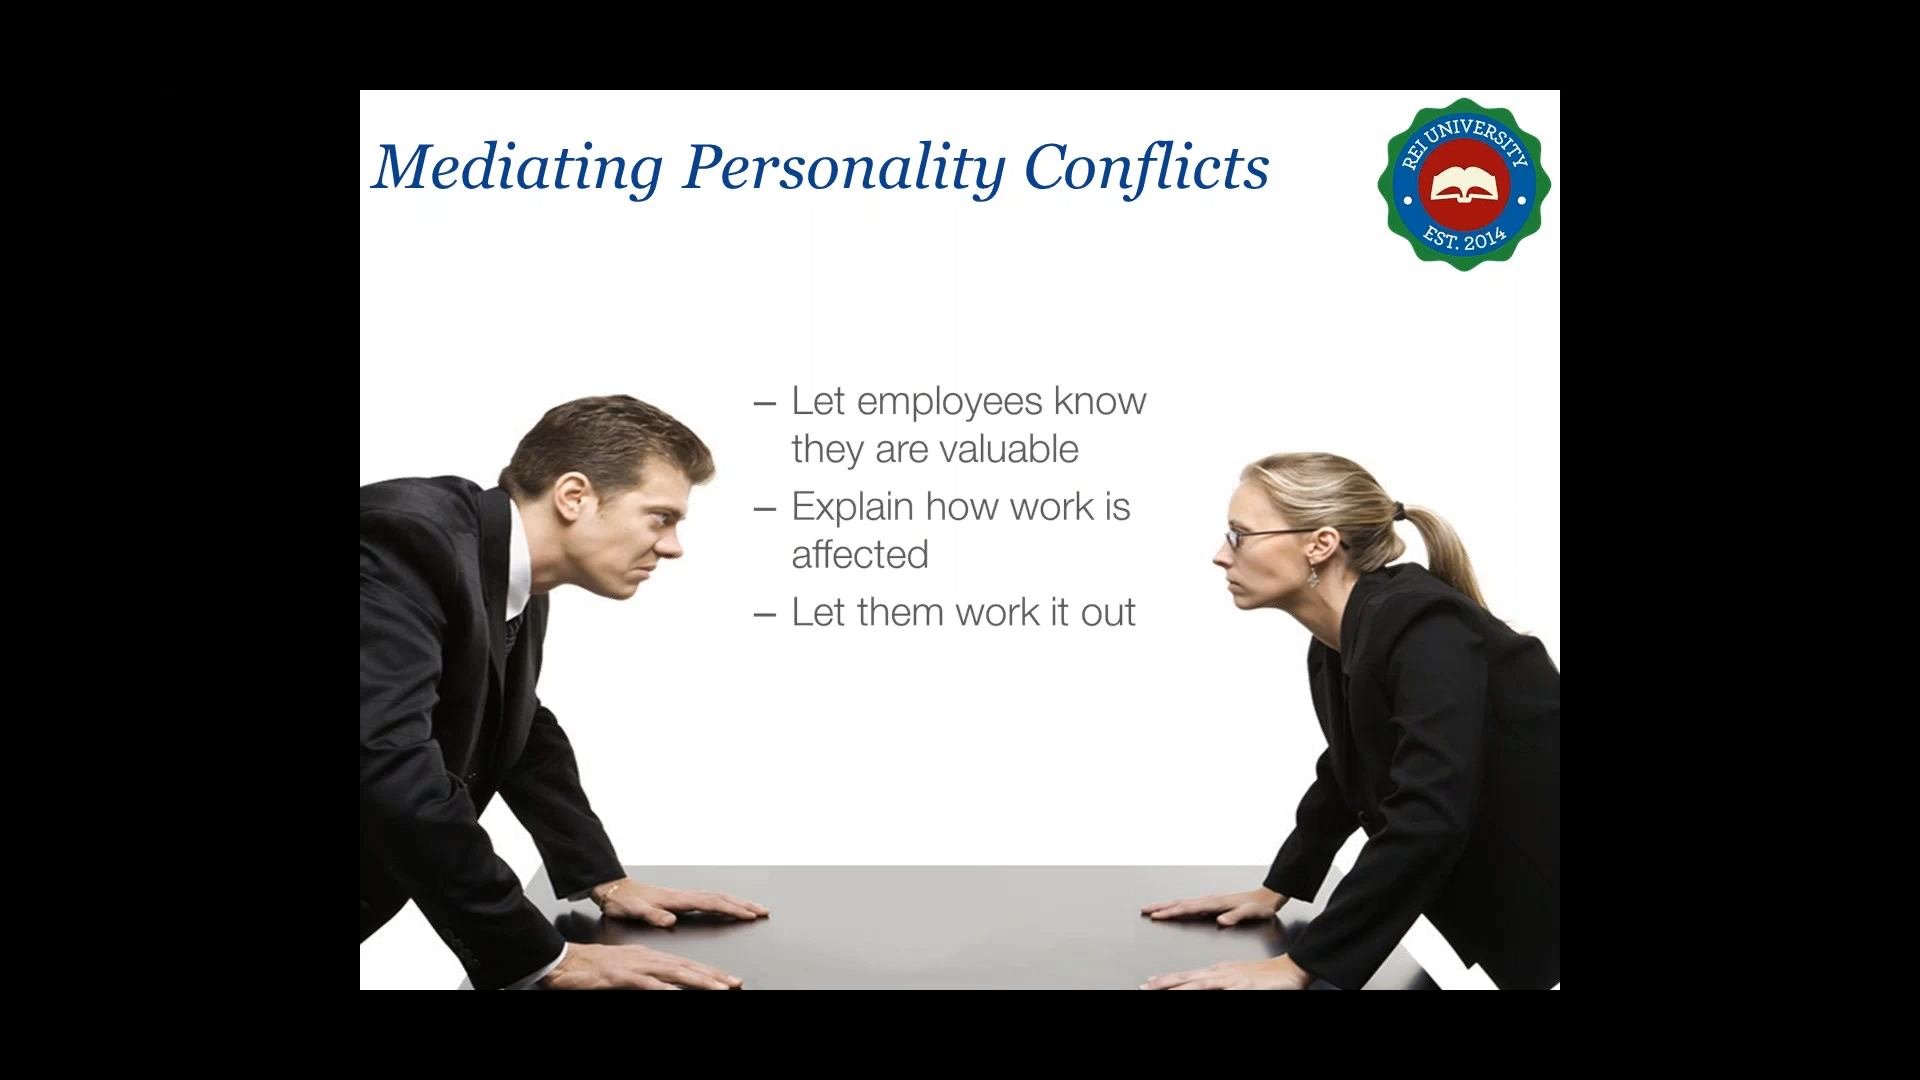 Mediating Personality Conflicts
REI UNIVERSITY
EST. 2014
– Let employees know
they are valuable
– Explain how work is
affected
– Let them work it out